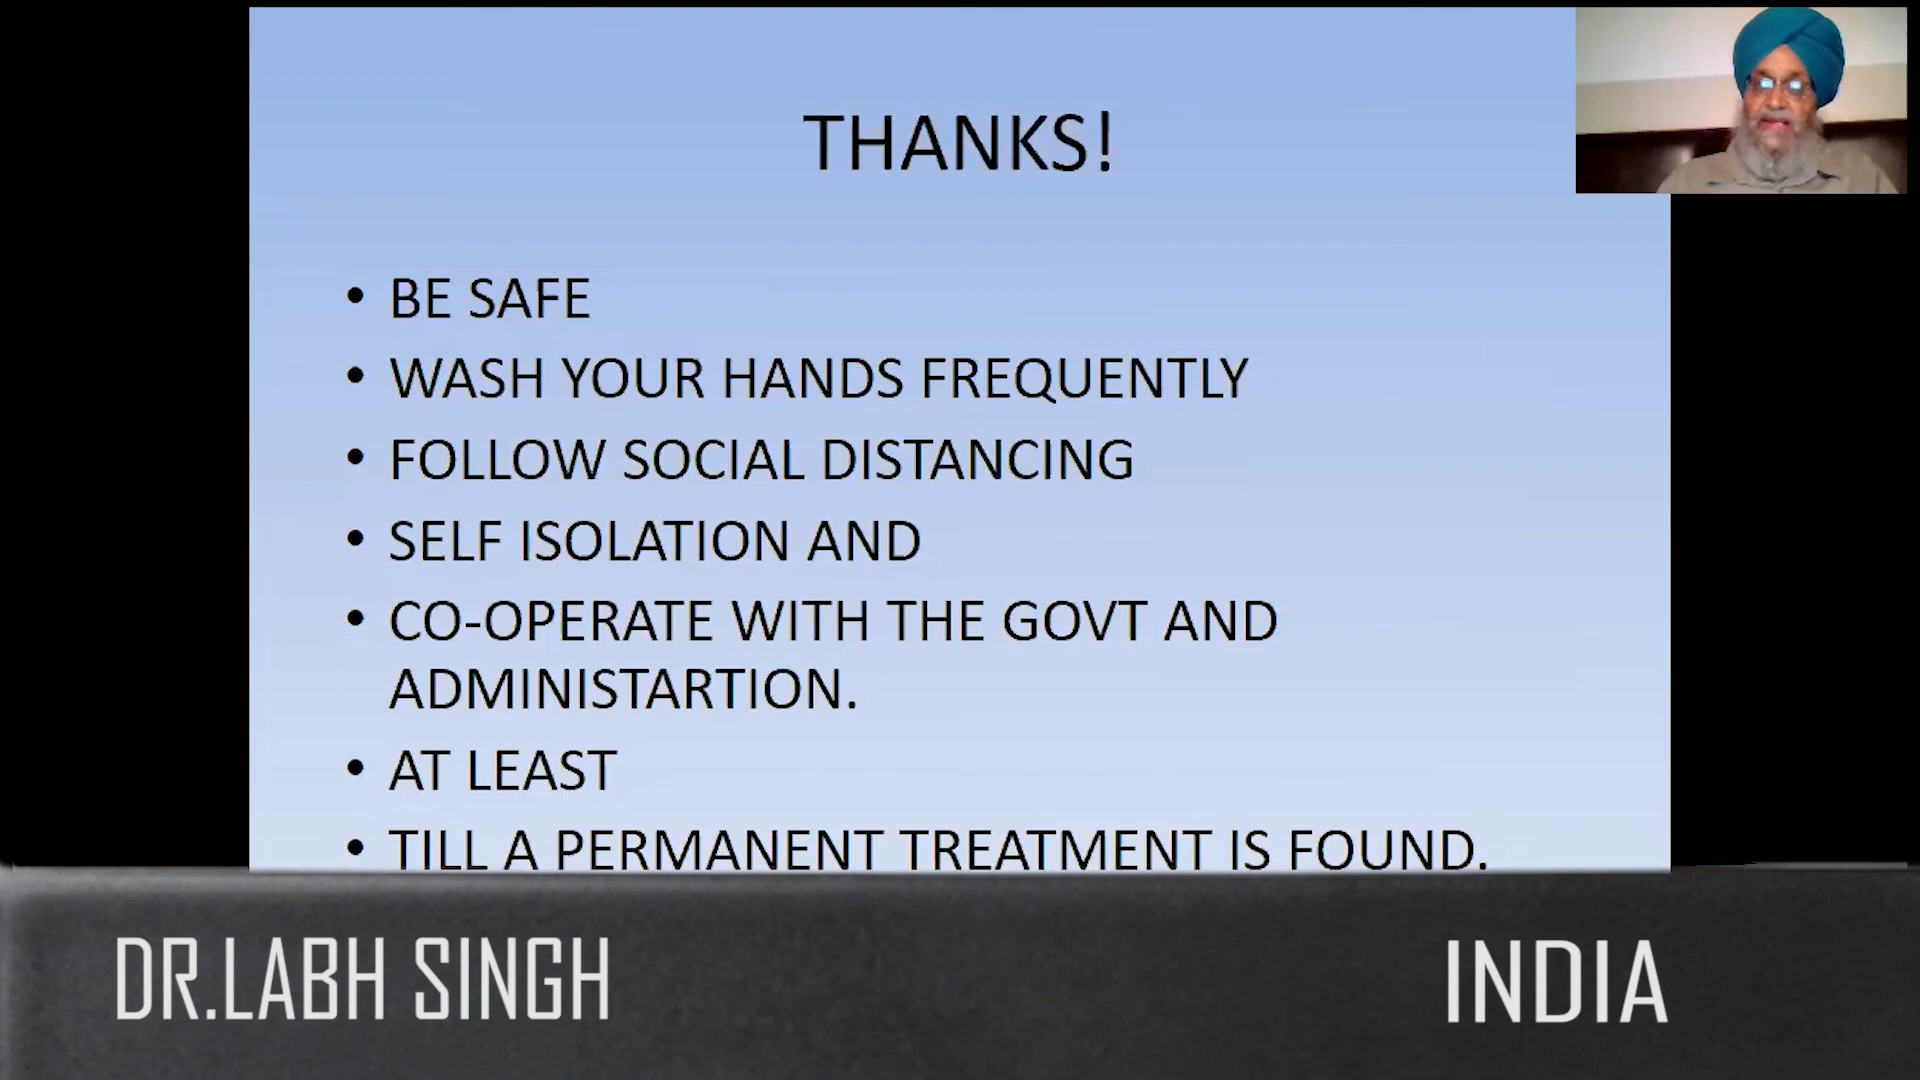 THANKS!
• BE SAFE
• WASH YOUR HANDS FREQUENTLY
• FOLLOW SOCIAL DISTANCING
• SELF ISOLATION AND
• CO-OPERATE WITH THE GOVT AND
ADMINISTARTION.
• AT LEAST
• TILL A PERMANENT TREATMENT IS FOUND.
DR.LABH SINGH
INDIA